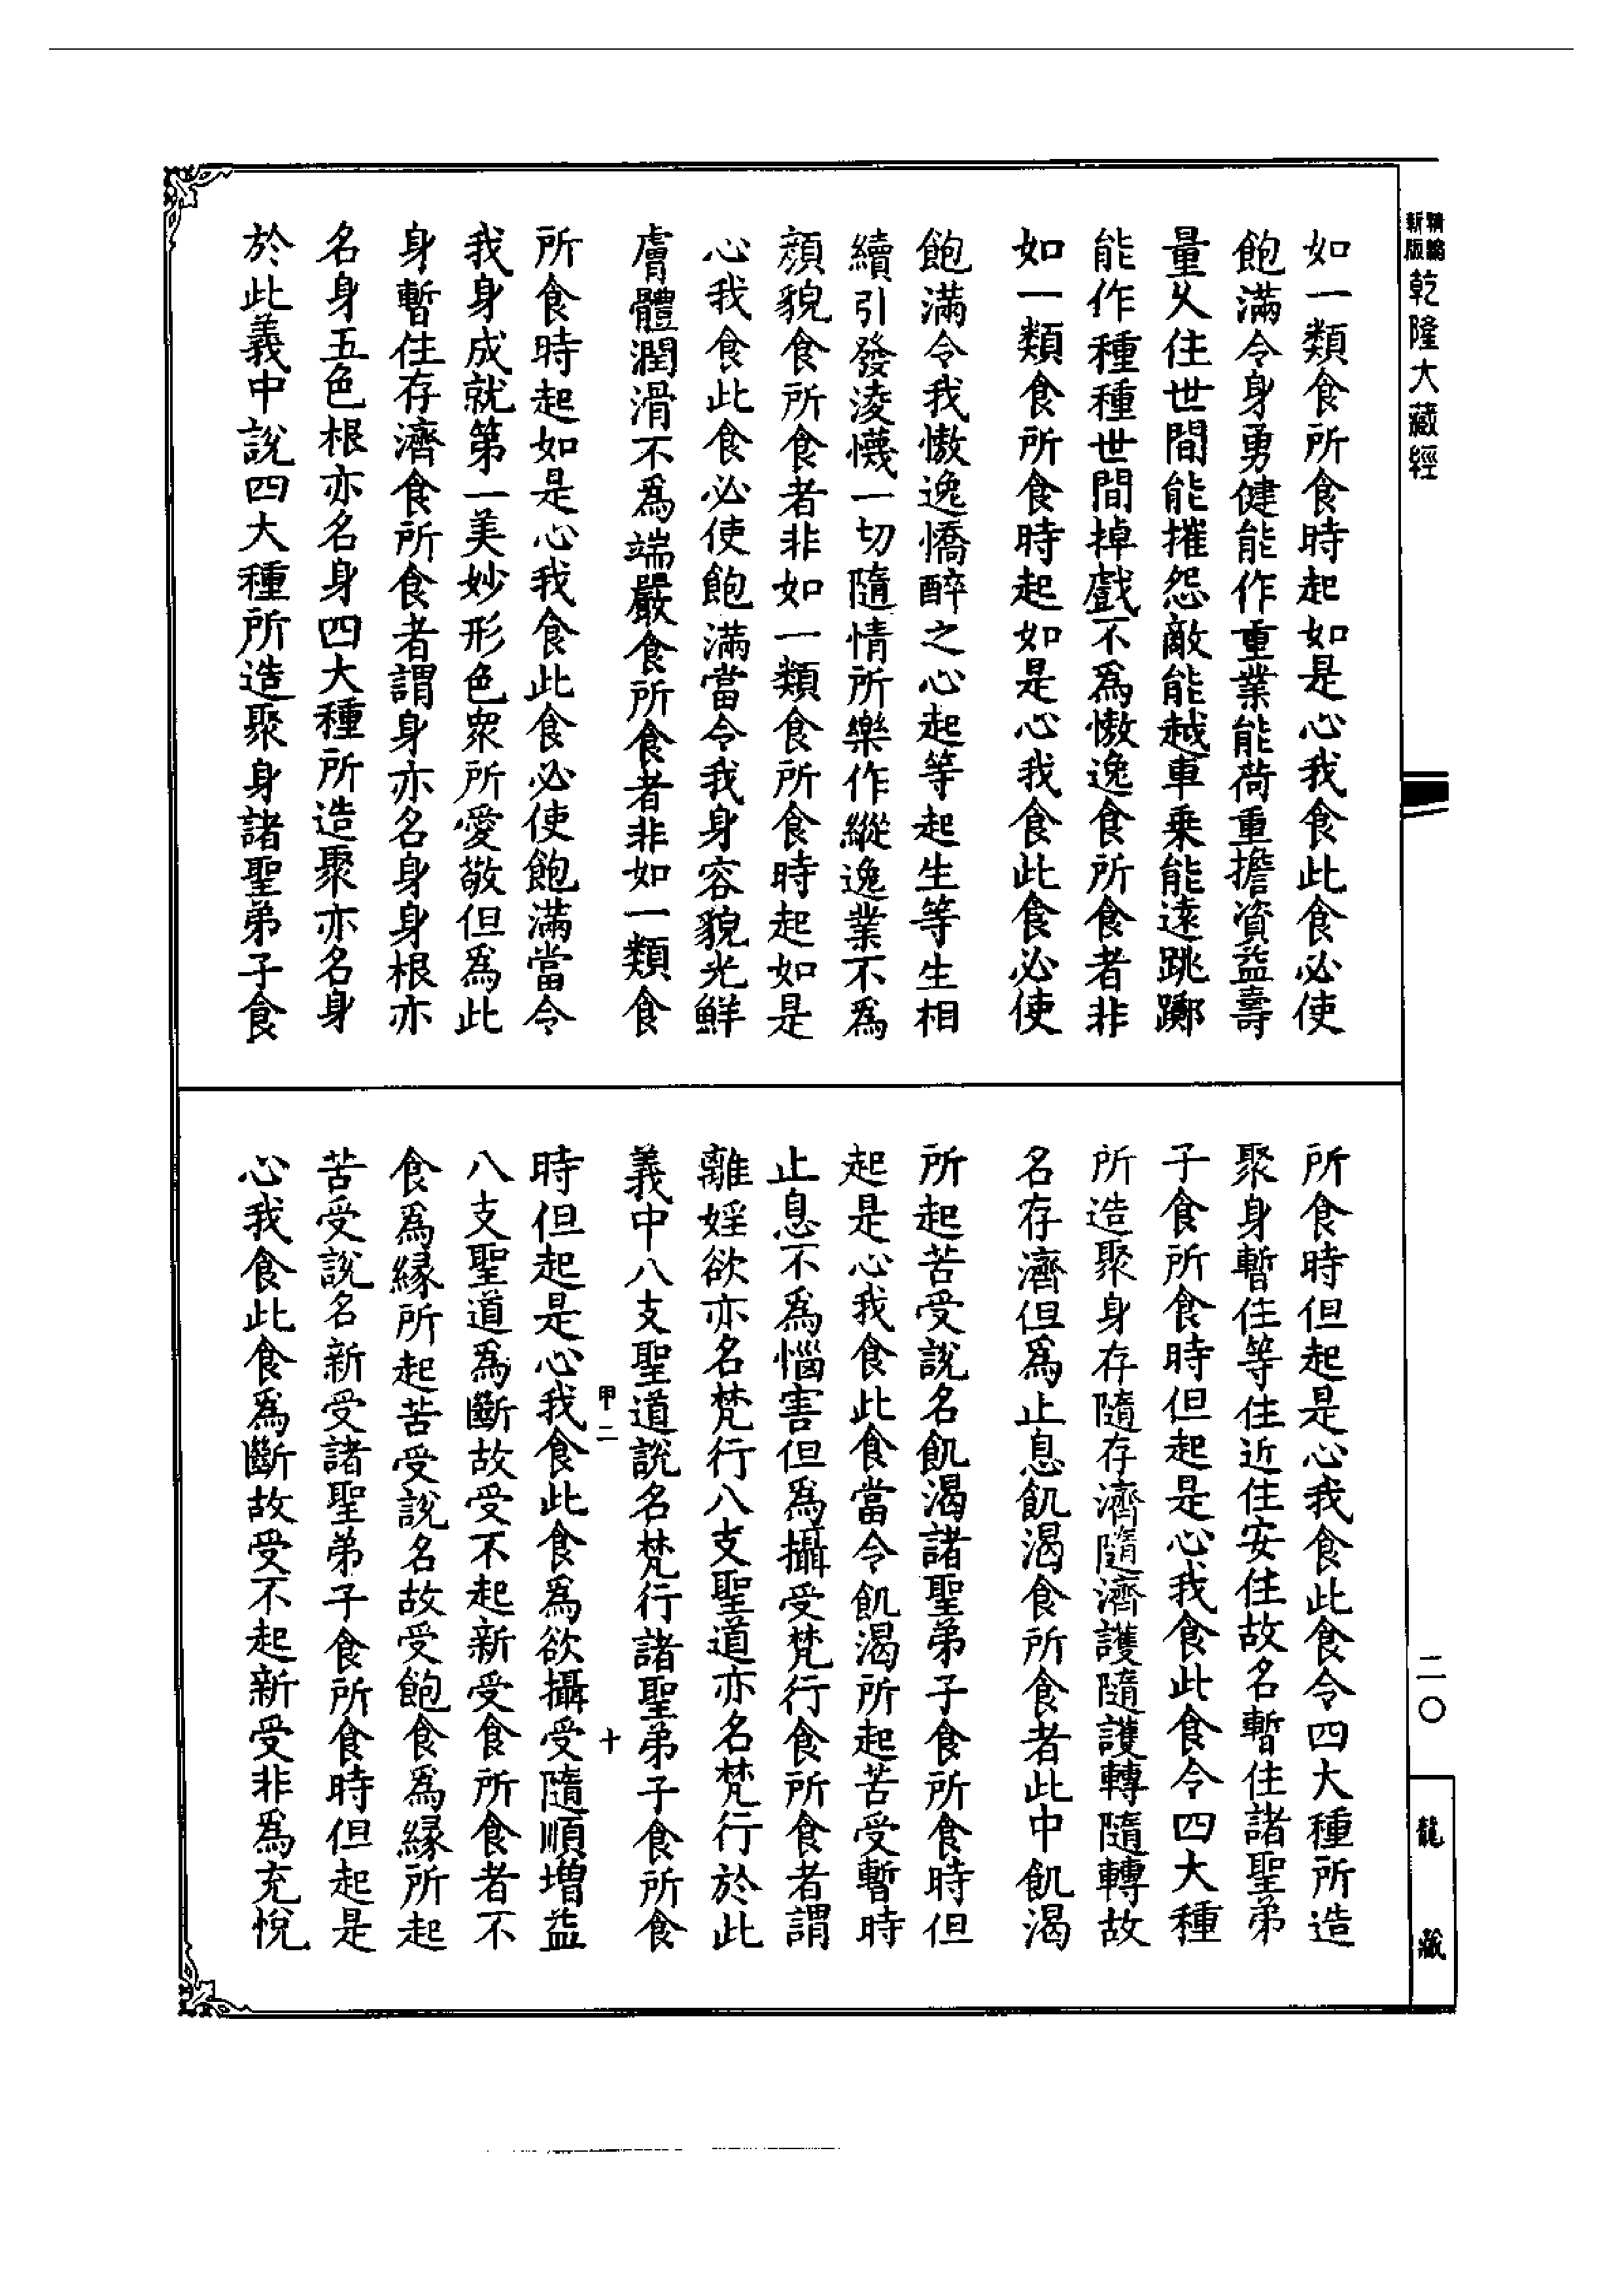 新編
新版
乾隆大藏經
如一類食所食時起如是心我食此食必使
飽滿令身勇健能作重業能荷重擔資益壽
量久住世間能摧怨敵能越車乗能遠跳躑
能作種種世間掉戲不為憿逸食所食者非
如一類食所食時起如是心我食此食必使
飽滿令我憿逸憍醉之心起等起生等生相
續引發淩懱一切隨情所樂作縱逸業不為
顏貌食所食者非如一類食所食時起如是
心我食此食必使飽滿當令我身容貌光鮮
膚體潤滑不為端嚴食所食者非如一類食
所食時起如是心我食此食必使飽滿當令
我身成就第一美妙形色衆所愛敬但為此
身暫住存濟食所食者謂身亦名身身根亦
名身五色根亦名身四大種所造聚亦名身
於此義中說四大種所造聚身諸聖弟子食
所食時但起是心我食此食令四大種所造
聚身暫住等住近住安住故名暫住諸聖弟
子食所食時但起是心我食此食令四大種
所造聚身存隨存濟隨濟護隨護轉隨轉故
名存濟但為止息飢渴食所食者此中飢渴
所起苦受說名飢渴諸聖弟子食所食時但
起是心我食此食當令飢渴所起苦受暫時
止息不為惱害但為攝受梵行食所食者謂
離婬欲亦名梵行八支聖道亦名梵行於此
義中八支聖道說名梵行諸聖弟子食所食
甲二
十
時但起是心我食此食為欲攝受隨順增益
八支聖道為斷故受不起新受食所食者不
食為緣所起苦受說名故受飽食為緣所起
苦受說名新受諸聖弟子食所食時但起是
心我食此食為斷故受不起新受非為充悅
二〇
龍藏